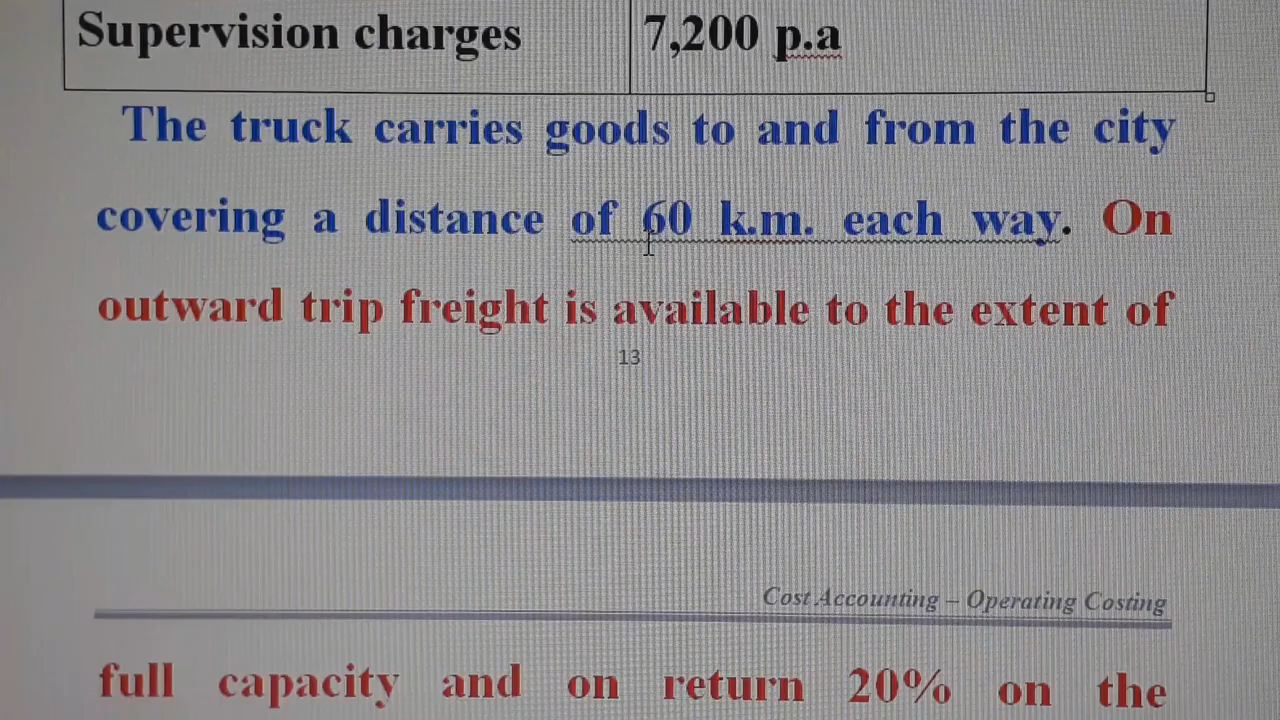 Supervision charges 7,200 p.a
The truck carries goods to and from the city
covering a distance of 60 k.m. each way. On
outward trip freight is available to the extent of
13
Cost Accounting – Operating Costing
full capacity and on return 20% on the